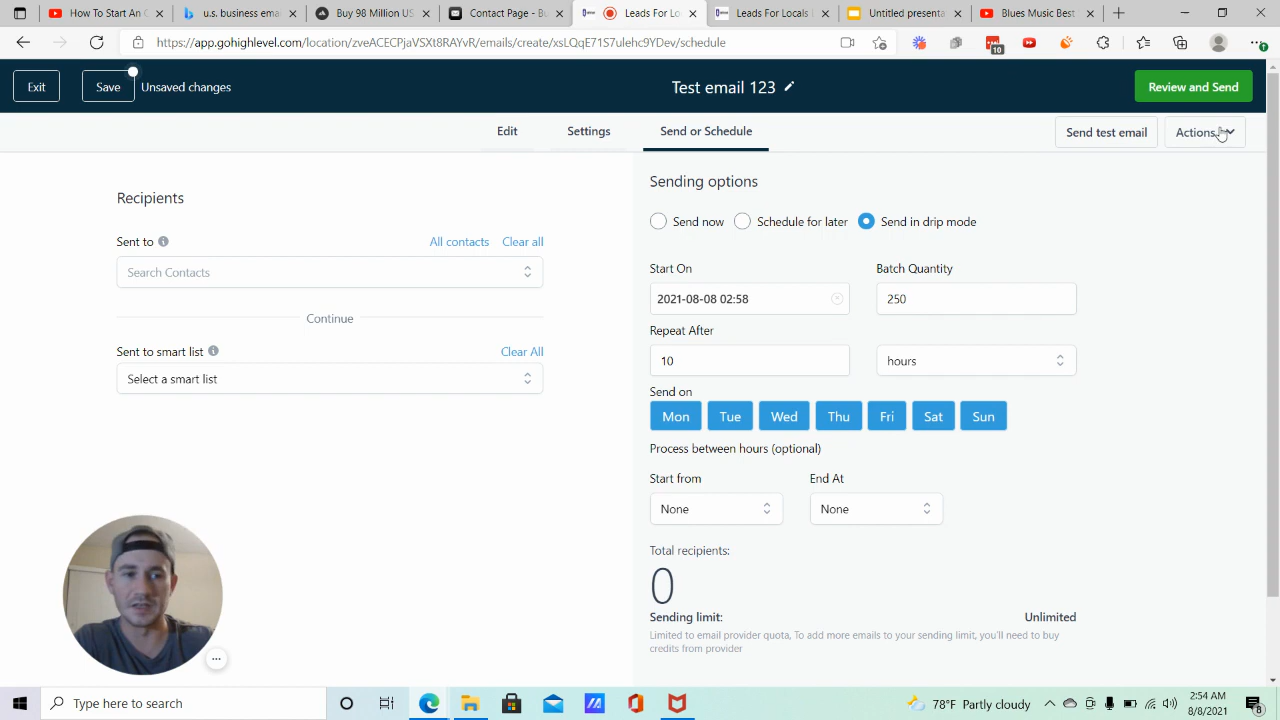 How To Start An C
u.s. business ema
Buy 98 Million US
Contact Page - Bu
Leads For Lo
Email For Locals
Untitled presenta
Blues Music Best
https://app.gohighlevel.com/location/zveACECPjaVSXt8RAYvR/emails/create/xsLQqE71S7ulehc9YDev/schedule
10
Exit
Save
Unsaved changes
Test email 123
Review and Send
Edit
Settings
Send or Schedule
Send test email
Actions
Recipients
Sent to
All contacts
Clear all
Search Contacts
Continue
Sent to smart list
Clear All
Select a smart list
Sending options
Send now
Schedule for later
Send in drip mode
Start On
Batch Quantity
2021-08-08 02:58
250
Repeat After
10
hours
Send on
Mon
Tue
Wed
Thu
Fri
Sat
Sun
Process between hours (optional)
Start from
End At
None
None
Total recipients:
0
Sending limit:
Unlimited
Limited to email provider quota, To add more emails to your sending limit, you'll need to buy
credits from provider
Type here to search
78°F Partly cloudy
2:54 AM
8/8/2021
8